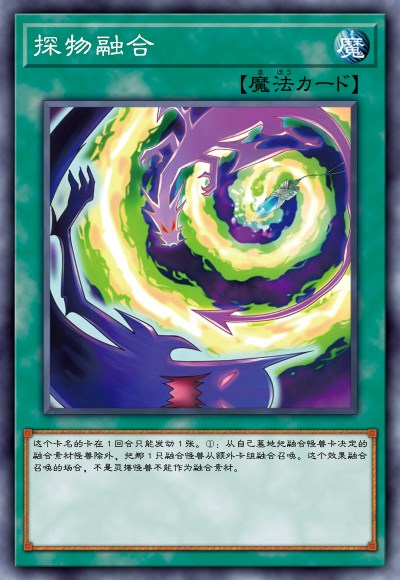 探物融合
魔
【魔法カード】
ま ほう
这个卡名的卡在1回合只能发动1张。①：从自己墓地把融合怪兽卡决定的
融合素材怪兽除外，把那1只融合怪兽从额外卡组融合召唤。这个效果融合
召唤的场合，不是灵摆怪兽不能作为融合素材。